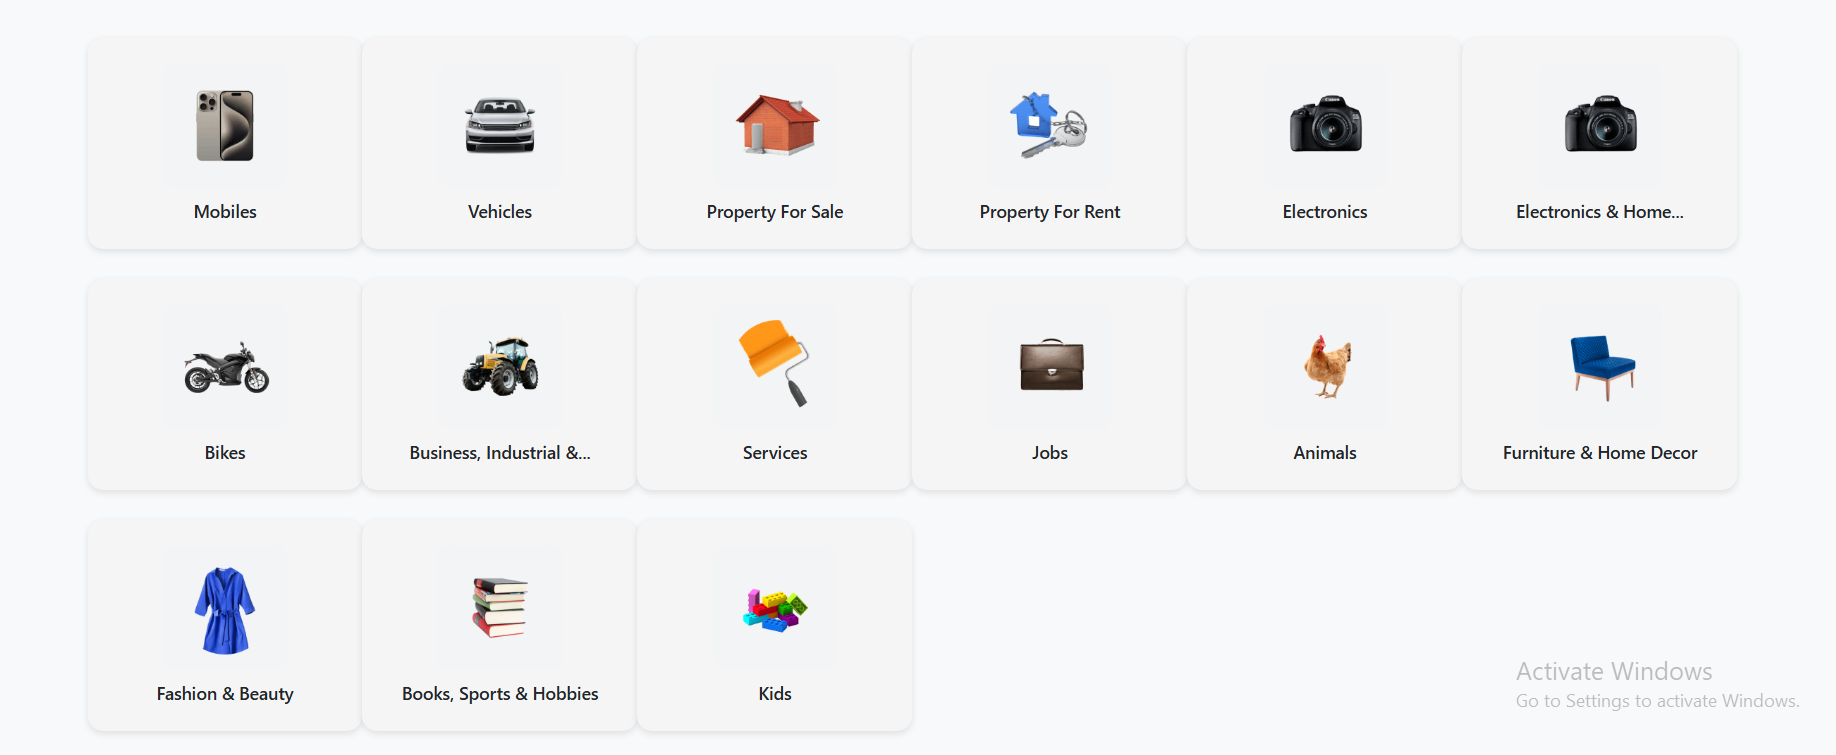 Mobiles
Vehicles
Property For Sale
Property For Rent
Electronics
Electronics & Home...
Bikes
Business, Industrial &...
Services
Jobs
Animals
Furniture & Home Decor
Fashion & Beauty
Books, Sports & Hobbies
Kids
Activate Windows
Go to Settings to activate Windows.